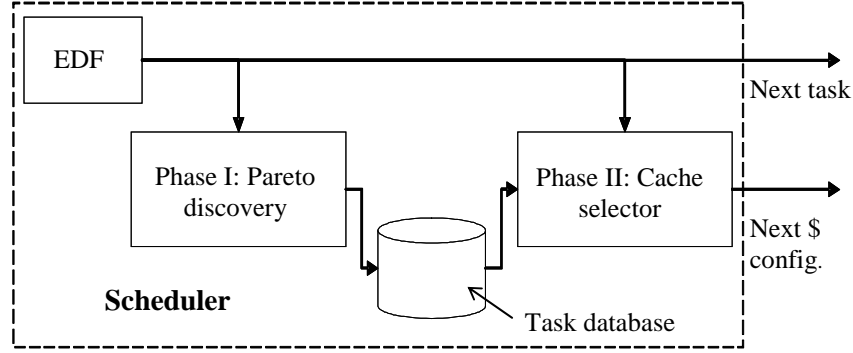 EDF
Next task
Phase I: Pareto
discovery
Phase II: Cache
selector
Next $
config.
Scheduler
Task database